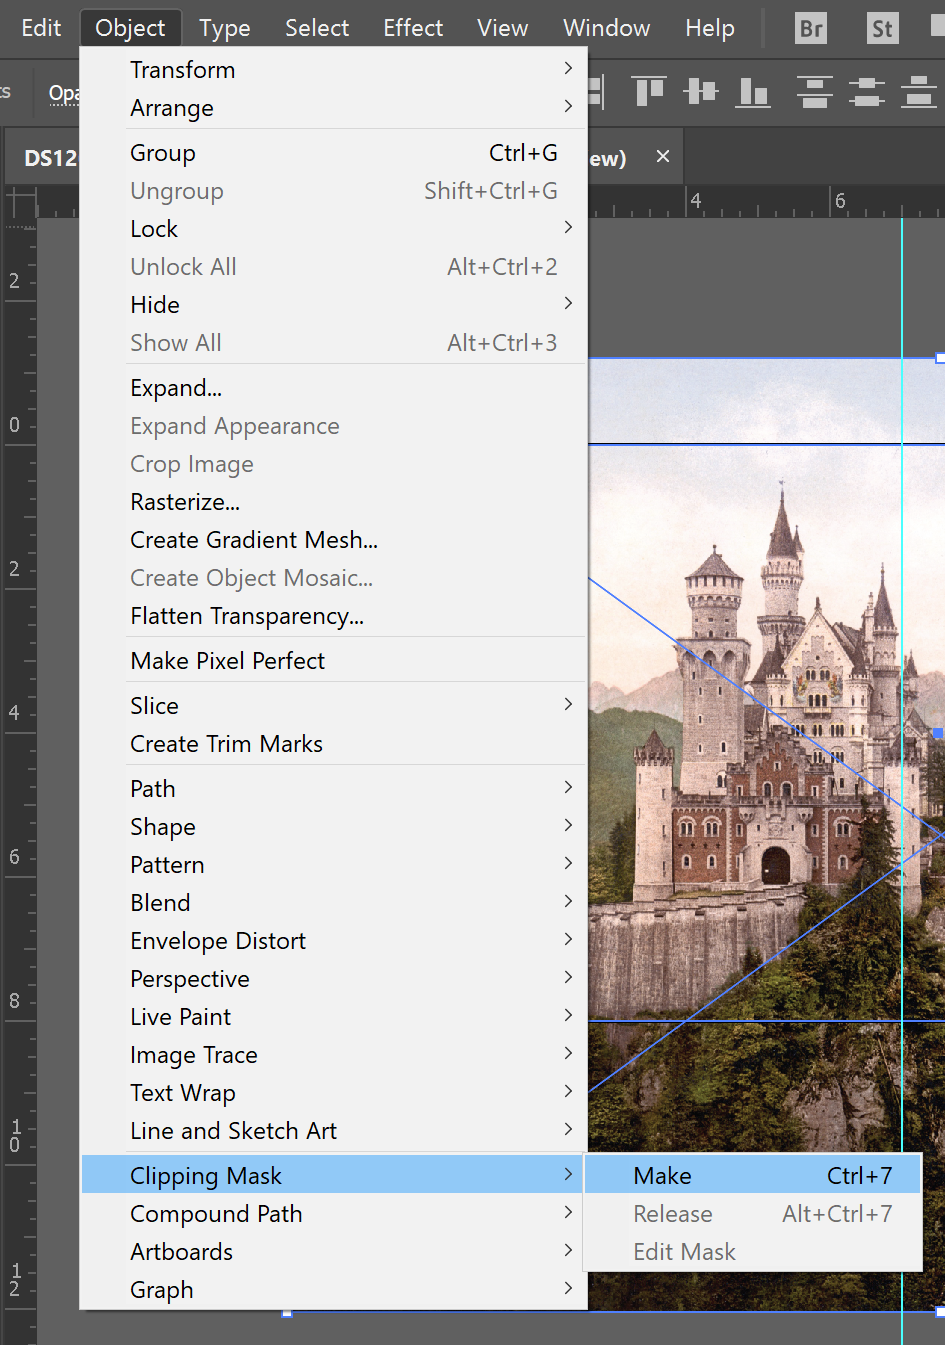 Edit Object Type Select Effect View Window Help Br St
Opa
DS12 ew) ×
4 6
Transform
Arrange
Group Ctrl+G
Ungroup Shift+Ctrl+G
Lock
Unlock All Alt+Ctrl+2
Hide
Show All Alt+Ctrl+3
Expand...
Expand Appearance
Crop Image
Rasterize...
Create Gradient Mesh...
Create Object Mosaic...
Flatten Transparency...
Make Pixel Perfect
Slice
Create Trim Marks
Path
Shape
Pattern
Blend
Envelope Distort
Perspective
Live Paint
Image Trace
Text Wrap
Line and Sketch Art
Clipping Mask
Compound Path
Artboards
Graph
Make Ctrl+7
Release Alt+Ctrl+7
Edit Mask
2
0
2
4
6
8
10
12